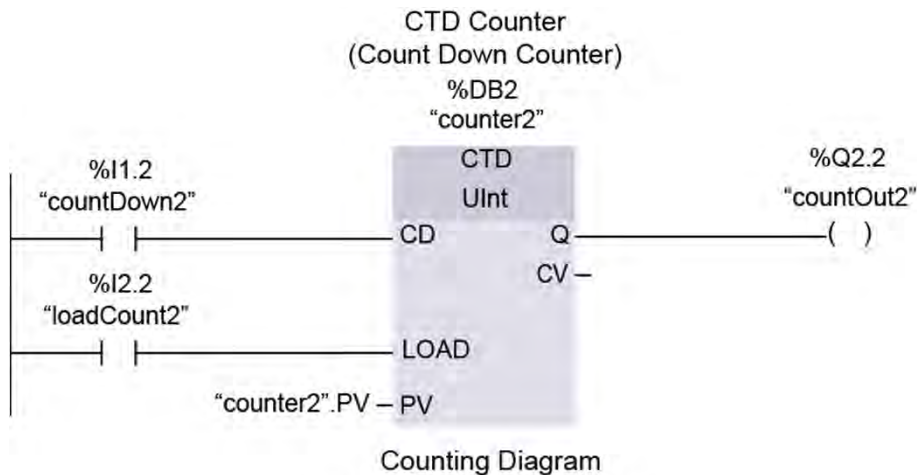 CTD Counter
(Count Down Counter)
%DB2
“counter2”
CTD
UInt
%I1.2
“countDown2”
CD
Q
%Q2.2
“countOut2”
( )
CV
%I2.2
“loadCount2”
LOAD
“counter2”.PV
PV
Counting Diagram